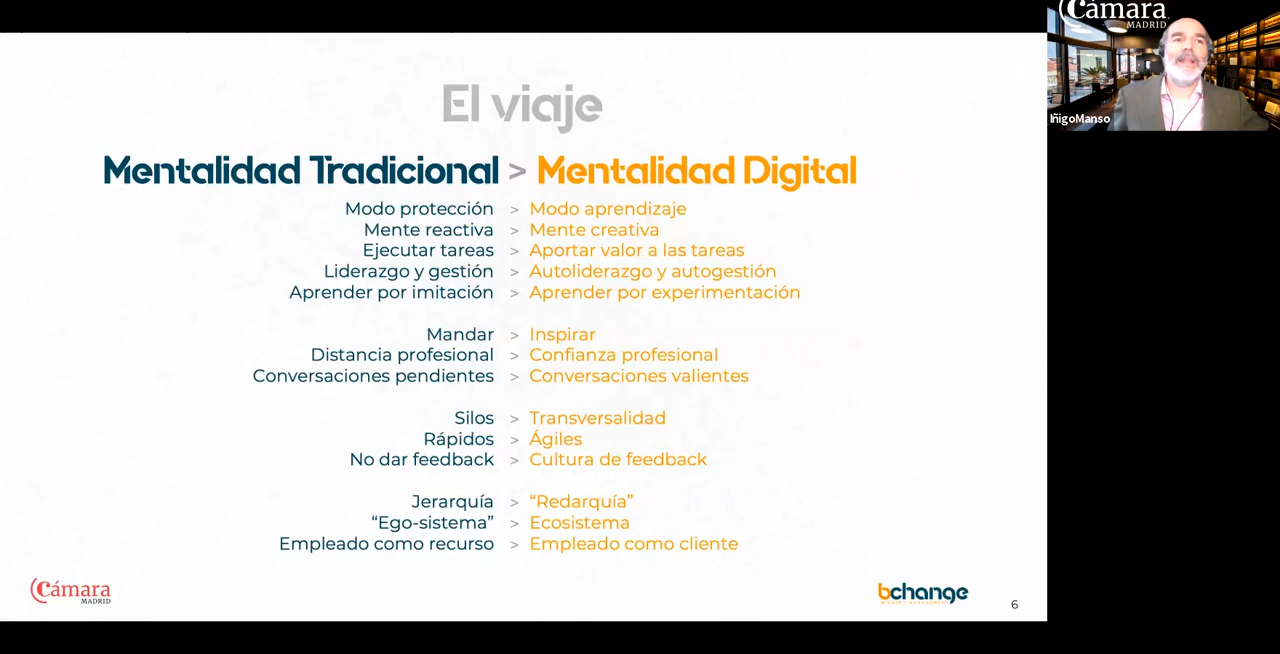 El viaje
Mentalidad Tradicional > Mentalidad Digital
Modo protección > Modo aprendizaje
Mente reactiva > Mente creativa
Ejecutar tareas > Aportar valor a las tareas
Liderazgo y gestión > Autoliderazgo y autogestión
Aprender por imitación > Aprender por experimentación
Mandar > Inspirar
Distancia profesional > Confianza profesional
Conversaciones pendientes > Conversaciones valientes
Silos > Transversalidad
Rápidos > Ágiles
No dar feedback > Cultura de feedback
Jerarquía > “Redarquía”
“Ego-sistema” > Ecosistema
Empleado como recurso > Empleado como cliente
Cámara
MADRID
bchange
MINDSET MANAGEMENT
6
Cámara
MADRID
IñigoManso